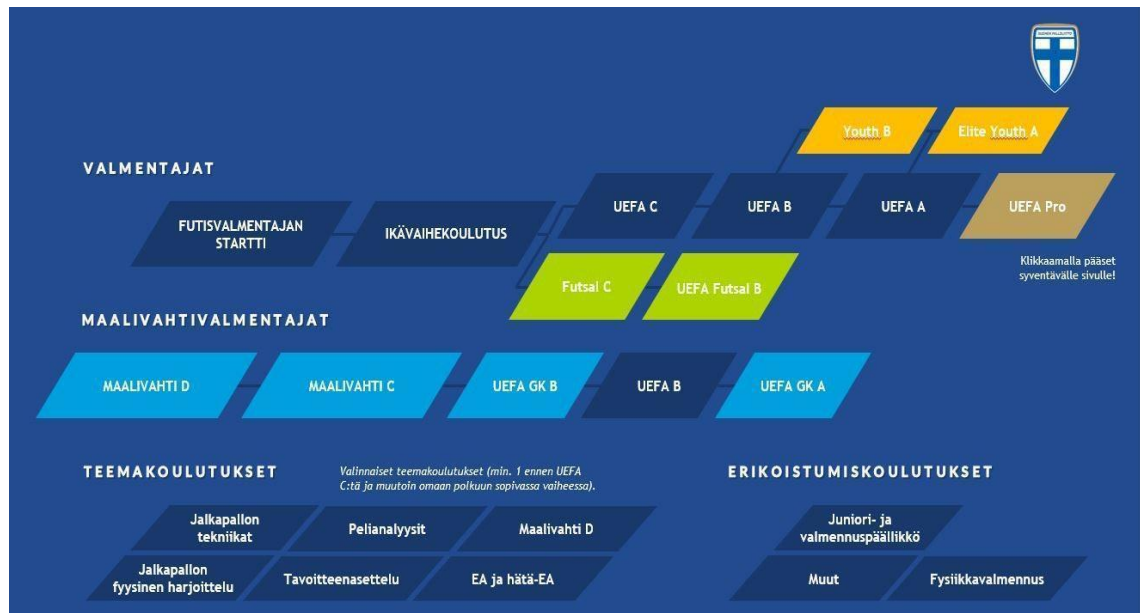 Youth B
Elite Youth A
VALMENTAJAT
UEFA C
UEFA B
UEFA A
UEFA Pro
FUTISVALMENTAJAN
STARTTI
IKÄVAIHEKOULUTUS
Klikkaamalla pääset
syventävälle sivulle!
Futsal C
UEFA Futsal B
MAALIVAHTIVALMENTAJAT
MAALIVAHTI D
MAALIVAHTI C
UEFA GK B
UEFA B
UEFA GK A
TEEMAKOULUTUKSET
Valinnaiset teemakoulutukset (min. 1 ennen UEFA
C:tä ja muutoin omaan polkuun sopivassa vaiheessa).
Jalkapallon
tekniikat
Pelianalyysit
Maalivahti D
Jalkapallon
fyysinen harjoittelu
Tavoitteenasettelu
EA ja hätä-EA
ERIKOISTUMISKOULUTUKSET
Juniori- ja
valmennuspäällikkö
Muut
Fysiikkavalmennus